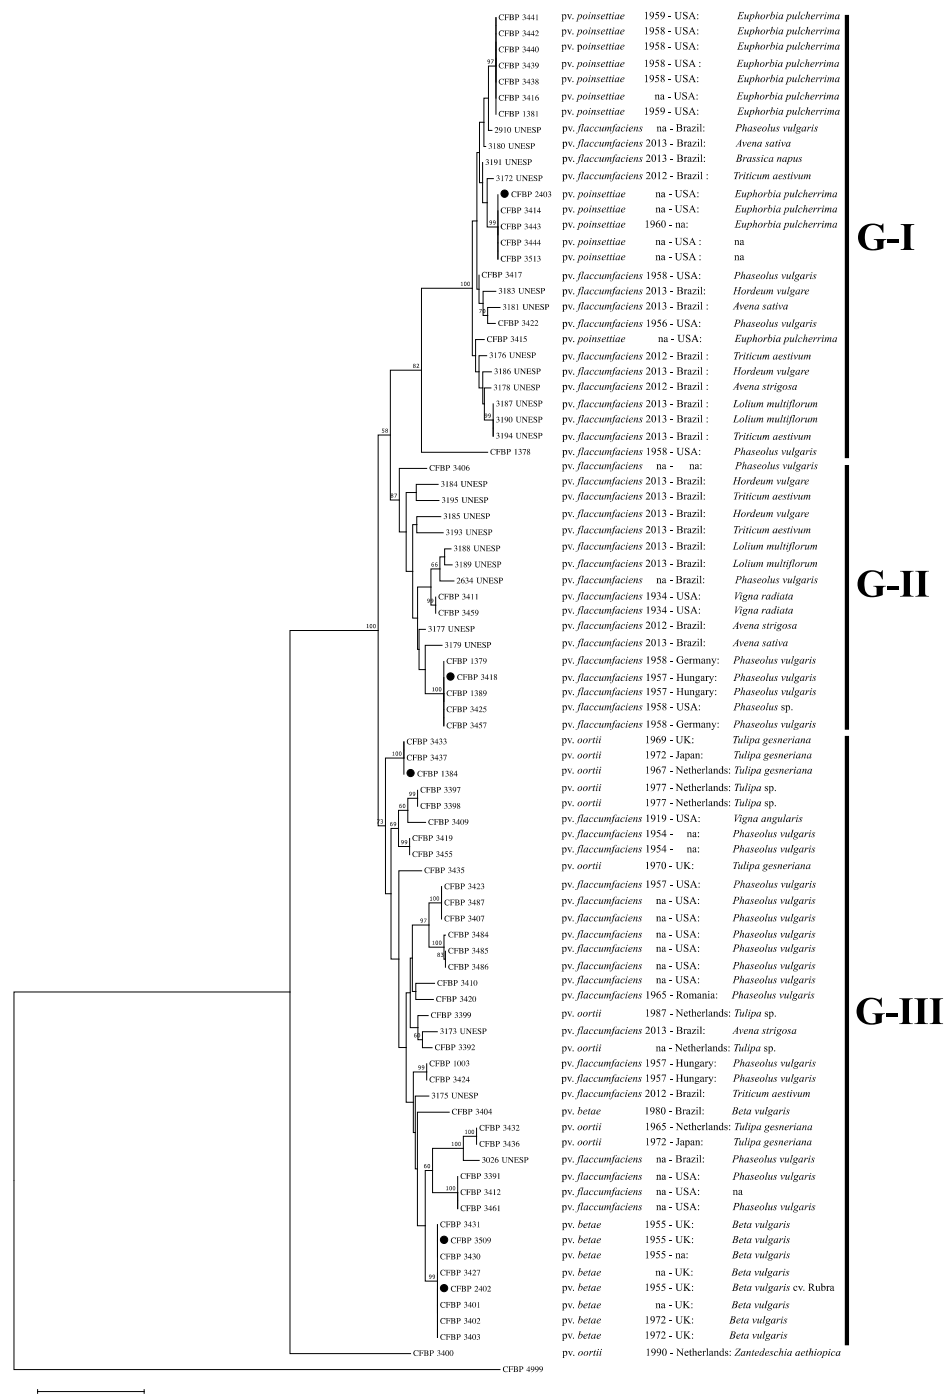 CFBP 3441 pv. poinsettiae 1959 - USA: Euphorbia pulcherrima
CFBP 3442 pv. poinsettiae 1958 - USA: Euphorbia pulcherrima
CFBP 3440 pv. poinsettiae 1958 - USA: Euphorbia pulcherrima
97 CFBP 3439 pv. poinsettiae 1958 - USA : Euphorbia pulcherrima
CFBP 3438 pv. poinsettiae 1958 - USA: Euphorbia pulcherrima
CFBP 3416 pv. poinsettiae na - USA: Euphorbia pulcherrima
CFBP 1381 pv. poinsettiae 1959 - USA: Euphorbia pulcherrima
2910 UNESP pv. flaccumfaciens na - Brazil: Phaseolus vulgaris
3180 UNESP pv. flaccumfaciens 2013 - Brazil: Avena sativa
3191 UNESP pv. flaccumfaciens 2013 - Brazil: Brassica napus
3172 UNESP pv. flaccumfaciens 2012 - Brazil : Triticum aestivum
CFBP 2403 pv. poinsettiae na - USA: Euphorbia pulcherrima
CFBP 3414 pv. poinsettiae na - USA: Euphorbia pulcherrima
99 CFBP 3443 pv. poinsettiae 1960 - na: Euphorbia pulcherrima
G-I
CFBP 3444 pv. poinsettiae na - USA : na
CFBP 3513 pv. poinsettiae na - USA : na
CFBP 3417 pv. flaccumfaciens 1958 - USA: Phaseolus vulgaris
100
3183 UNESP pv. flaccumfaciens 2013 - Brazil: Hordeum vulgare
3181 UNESP pv. flaccumfaciens 2013 - Brazil : Avena sativa
70
CFBP 3422 pv. flaccumfaciens 1956 - USA: Phaseolus vulgaris
CFBP 3415 pv. poinsettiae na - USA: Euphorbia pulcherrima
3176 UNESP pv. flaccumfaciens 2012 - Brazil : Triticum aestivum
82
3186 UNESP pv. flaccumfaciens 2013 - Brazil : Hordeum vulgare
3178 UNESP pv. flaccumfaciens 2012 - Brazil : Avena strigosa
3187 UNESP pv. flaccumfaciens 2013 - Brazil : Lolium multiflorum
99 3190 UNESP pv. flaccumfaciens 2013 - Brazil : Lolium multiflorum
3194 UNESP pv. flaccumfaciens 2013 - Brazil : Triticum aestivum
58
CFBP 1378 pv. flaccumfaciens 1958 - USA: Phaseolus vulgaris
CFBP 3406 pv. flaccumfaciens na - na: Phaseolus vulgaris
3184 UNESP pv. flaccumfaciens 2013 - Brazil: Hordeum vulgare
87
3195 UNESP pv. flaccumfaciens 2013 - Brazil: Triticum aestivum
3185 UNESP pv. flaccumfaciens 2013 - Brazil: Hordeum vulgare
3193 UNESP pv. flaccumfaciens 2013 - Brazil: Triticum aestivum
3188 UNESP pv. flaccumfaciens 2013 - Brazil: Lolium multiflorum
66 3189 UNESP pv. flaccumfaciens 2013 - Brazil: Lolium multiflorum
2634 UNESP pv. flaccumfaciens na - Brazil: Phaseolus vulgaris
G-II
CFBP 3411 pv. flaccumfaciens 1934 - USA: Vigna radiata
CFBP 3459 pv. flaccumfaciens 1934 - USA: Vigna radiata
3177 UNESP pv. flaccumfaciens 2012 - Brazil: Avena strigosa
100
3179 UNESP pv. flaccumfaciens 2013 - Brazil: Avena sativa
CFBP 1379 pv. flaccumfaciens 1958 - Germany: Phaseolus vulgaris
CFBP 3418 pv. flaccumfaciens 1957 - Hungary: Phaseolus vulgaris
100 CFBP 1389 pv. flaccumfaciens 1957 - Hungary: Phaseolus vulgaris
CFBP 3425 pv. flaccumfaciens 1958 - USA: Phaseolus sp.
CFBP 3457 pv. flaccumfaciens 1958 - Germany: Phaseolus vulgaris
CFBP 3433 pv. oortii 1969 - UK: Tulipa gesneriana
100 CFBP 3437 pv. oortii 1972 - Japan: Tulipa gesneriana
CFBP 1384 pv. oortii 1967 - Netherlands: Tulipa gesneriana
99 CFBP 3397 pv. oortii 1977 - Netherlands: Tulipa sp.
CFBP 3398 pv. oortii 1977 - Netherlands: Tulipa sp.
60
CFBP 3409 pv. flaccumfaciens 1919 - USA: Vigna angularis
73 69
CFBP 3419 pv. flaccumfaciens 1954 - na: Phaseolus vulgaris
99
CFBP 3455 pv. flaccumfaciens 1954 - na: Phaseolus vulgaris
CFBP 3435 pv. oortii 1970 - UK: Tulipa gesneriana
CFBP 3423 pv. flaccumfaciens 1957 - USA: Phaseolus vulgaris
100 CFBP 3487 pv. flaccumfaciens na - USA: Phaseolus vulgaris
CFBP 3407 pv. flaccumfaciens na - USA: Phaseolus vulgaris
97
CFBP 3484 pv. flaccumfaciens na - USA: Phaseolus vulgaris
100
CFBP 3485 pv. flaccumfaciens na - USA: Phaseolus vulgaris
83
CFBP 3486 pv. flaccumfaciens na - USA: Phaseolus vulgaris
CFBP 3410 pv. flaccumfaciens na - USA: Phaseolus vulgaris
CFBP 3420 pv. flaccumfaciens 1965 - Romania: Phaseolus vulgaris
G-III
CFBP 3399 pv. oortii 1987 - Netherlands: Tulipa sp.
3173 UNESP pv. flaccumfaciens 2013 - Brazil: Avena strigosa
60
CFBP 3392 pv. oortii na - Netherlands: Tulipa sp.
CFBP 1003 pv. flaccumfaciens 1957 - Hungary: Phaseolus vulgaris
99
CFBP 3424 pv. flaccumfaciens 1957 - Hungary: Phaseolus vulgaris
3175 UNESP pv. flaccumfaciens 2012 - Brazil: Triticum aestivum
CFBP 3404 pv. betae 1980 - Brazil: Beta vulgaris
CFBP 3432 pv. oortii 1965 - Netherlands: Tulipa gesneriana
100
CFBP 3436 pv. oortii 1972 - Japan: Tulipa gesneriana
100
3026 UNESP pv. flaccumfaciens na - Brazil: Phaseolus vulgaris
60
CFBP 3391 pv. flaccumfaciens na - USA: Phaseolus vulgaris
100 CFBP 3412 pv. flaccumfaciens na - USA: na
CFBP 3461 pv. flaccumfaciens na - USA: Phaseolus vulgaris
CFBP 3431 pv. betae 1955 - UK: Beta vulgaris
CFBP 3509 pv. betae 1955 - UK: Beta vulgaris
CFBP 3430 pv. betae 1955 - na: Beta vulgaris
CFBP 3427 pv. betae na - UK: Beta vulgaris
99
CFBP 2402 pv. betae 1955 - UK: Beta vulgaris cv. Rubra
CFBP 3401 pv. betae na - UK: Beta vulgaris
CFBP 3402 pv. betae 1972 - UK: Beta vulgaris
CFBP 3403 pv. betae 1972 - UK: Beta vulgaris
CFBP 3400 pv. oortii 1990 - Netherlands: Zantedeschia aethiopica
CFBP 4999